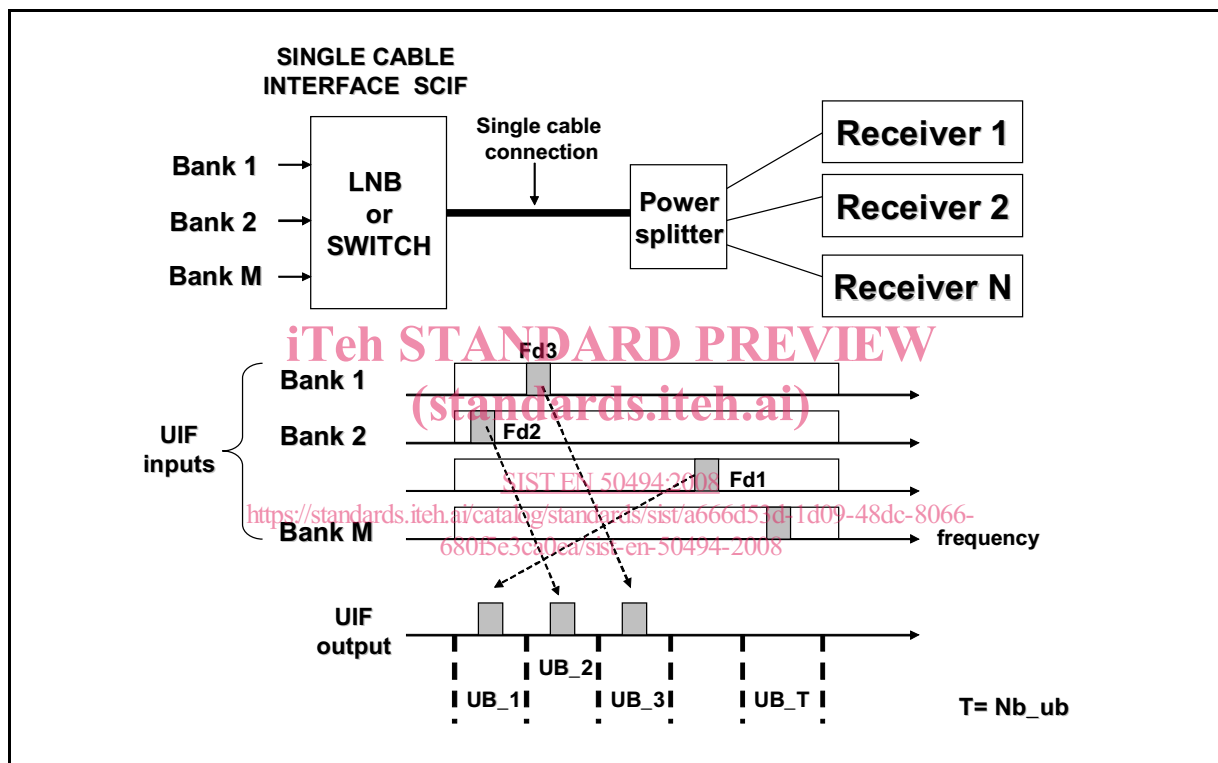 SINGLE CABLE
INTERFACE SCIF
Bank 1
Bank 2
Bank M
LNB
or
SWITCH
Single cable
connection
Power
splitter
Receiver 1
Receiver 2
Receiver N
iTeh STANDARD PREVIEW
(standards.iteh.ai)
SIST EN 50494:2008
https://standards.iteh.ai/catalog/standards/sist/a666d53d-1d09-48dc-8066-
680f5e3ca0ea/sist-en-50494-2008
UIF
inputs
Bank 1
Fd3
Bank 2
Fd2
Fd1
Bank M
frequency
UIF
output
UB_1
UB_2
UB_3
UB_T
T= Nb_ub